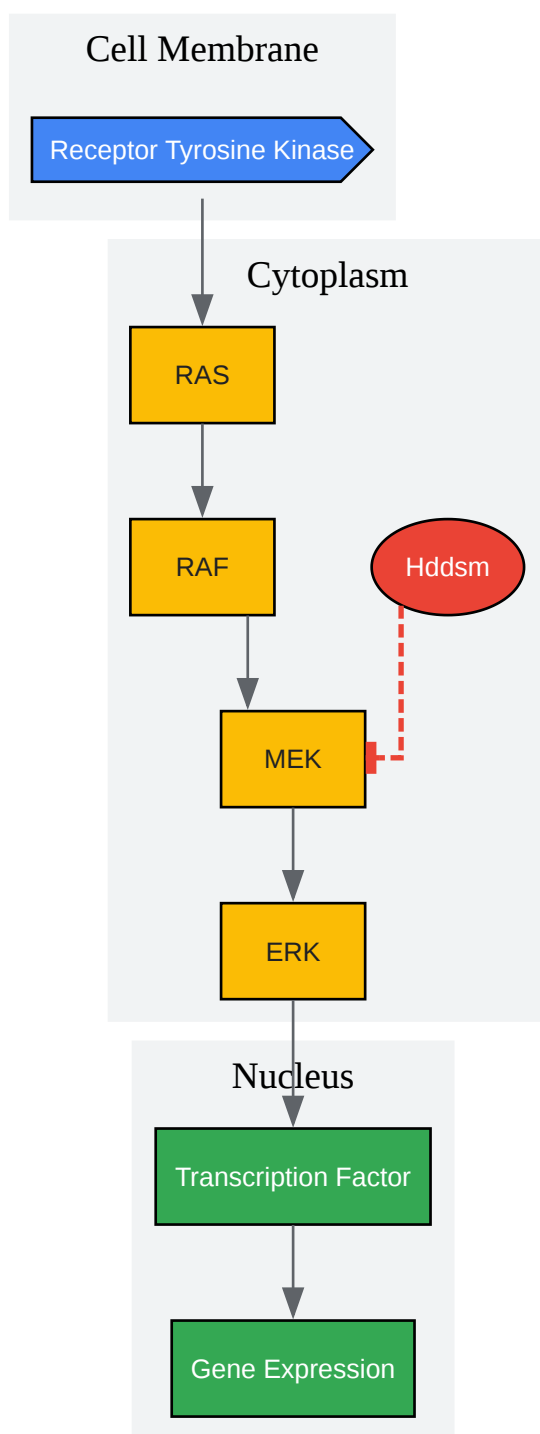 Cell Membrane
Receptor Tyrosine Kinase
Cytoplasm
RAS
RAF
Hddsm
MEK
ERK
Nucleus
Transcription Factor
Gene Expression